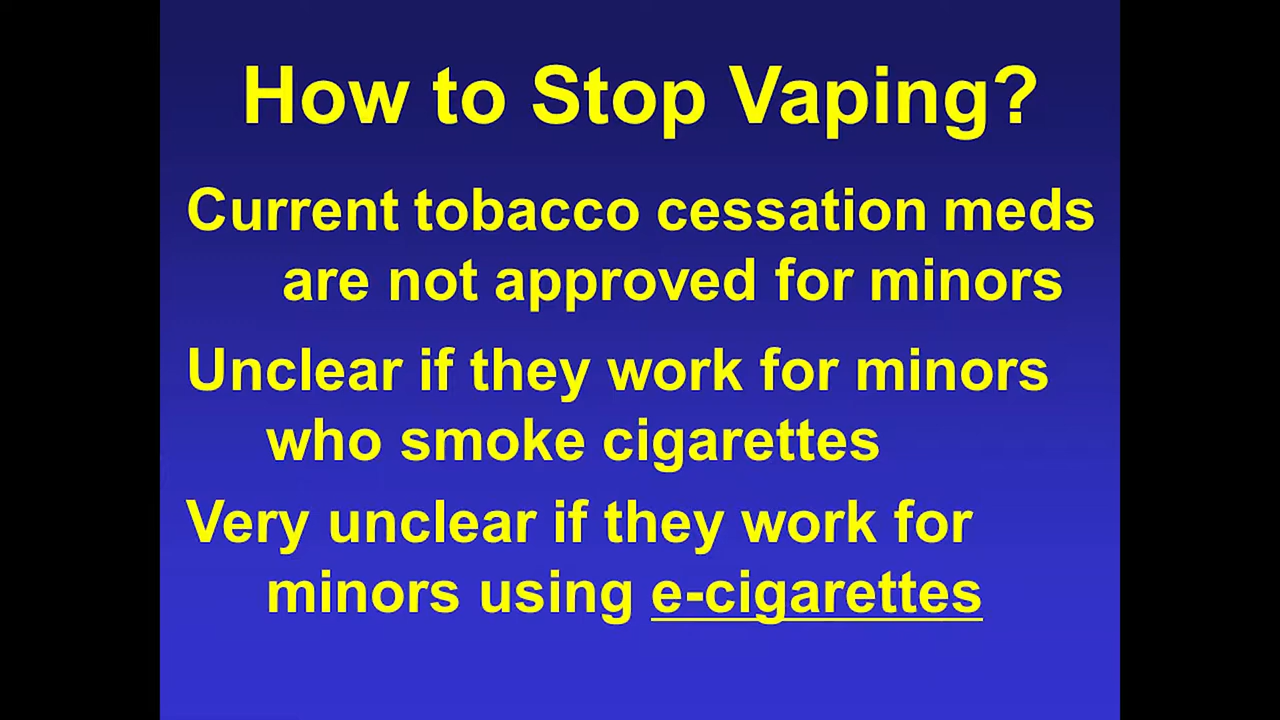 How to Stop Vaping?
Current tobacco cessation meds
are not approved for minors
Unclear if they work for minors
who smoke cigarettes
Very unclear if they work for
minors using e-cigarettes